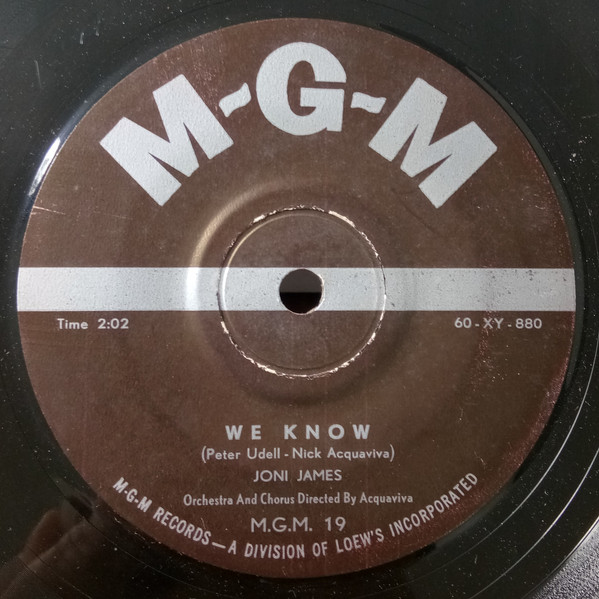 M-G-M
Time 2:02
60-XY-880
WE KNOW
(Peter Udell-Nick Acquaviva)
JONI JAMES
Orchestra And Chorus Directed By Acquaviva
M.G.M. 19
M-G-M RECORDS—A DIVISION OF LOEW'S INCORPORATED